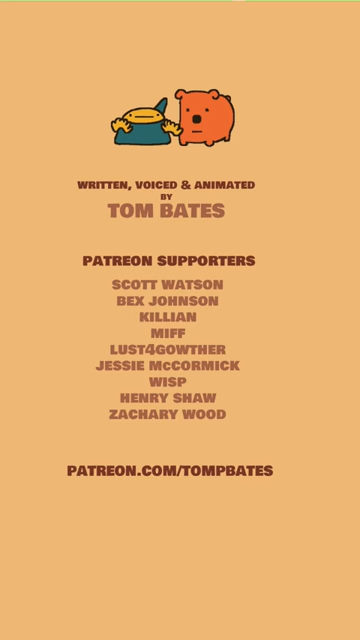 WRITTEN, VOICED & ANIMATED
BY
TOM BATES
PATREON SUPPORTERS
SCOTT WATSON
BEX JOHNSON
KILLIAN
MIFF
LUST4GOWTHER
JESSIE McCORMICK
WISP
HENRY SHAW
ZACHARY WOOD
PATREON.COM/TOMPBATES